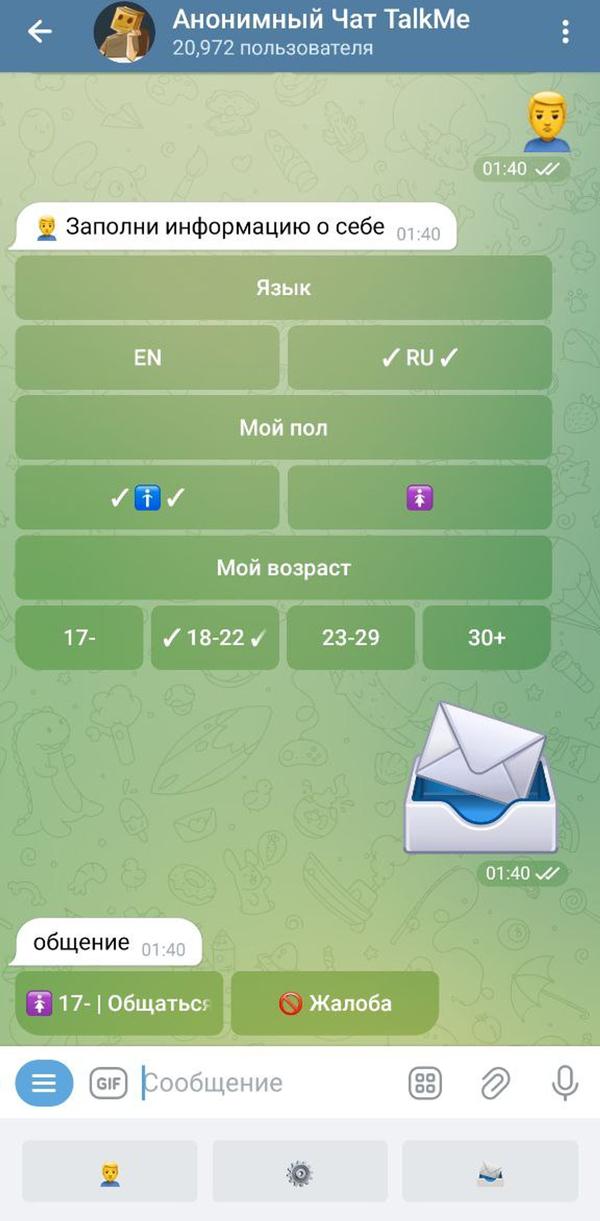 Анонимный Чат TalkMe
20,972 пользователя
01:40
Заполни информацию о себе 01:40
Язык
EN ✓ RU ✓
Мой пол
Мой возраст
17- ✓ 18-22 ✓ 23-29 30+
01:40
общение 01:40
17- | Общаться Жалоба
GIF Сообщение